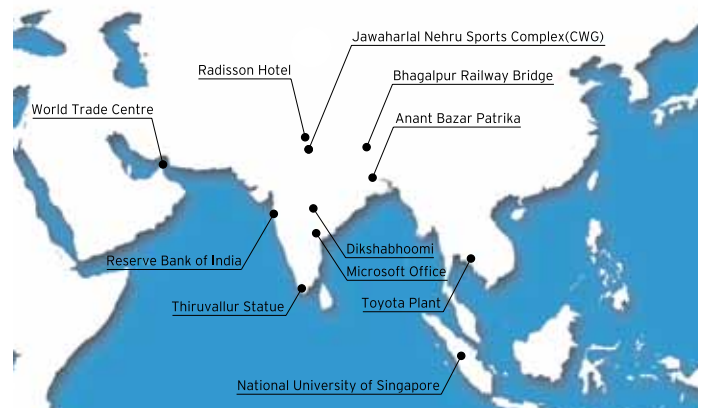 Jawaharlal Nehru Sports Complex(CWG)
Radisson Hotel
Bhagalpur Railway Bridge
World Trade Centre
Anant Bazar Patrika
Dikshabhoomi
Reserve Bank of India
Microsoft Office
Thiruvallur Statue
Toyota Plant
National University of Singapore